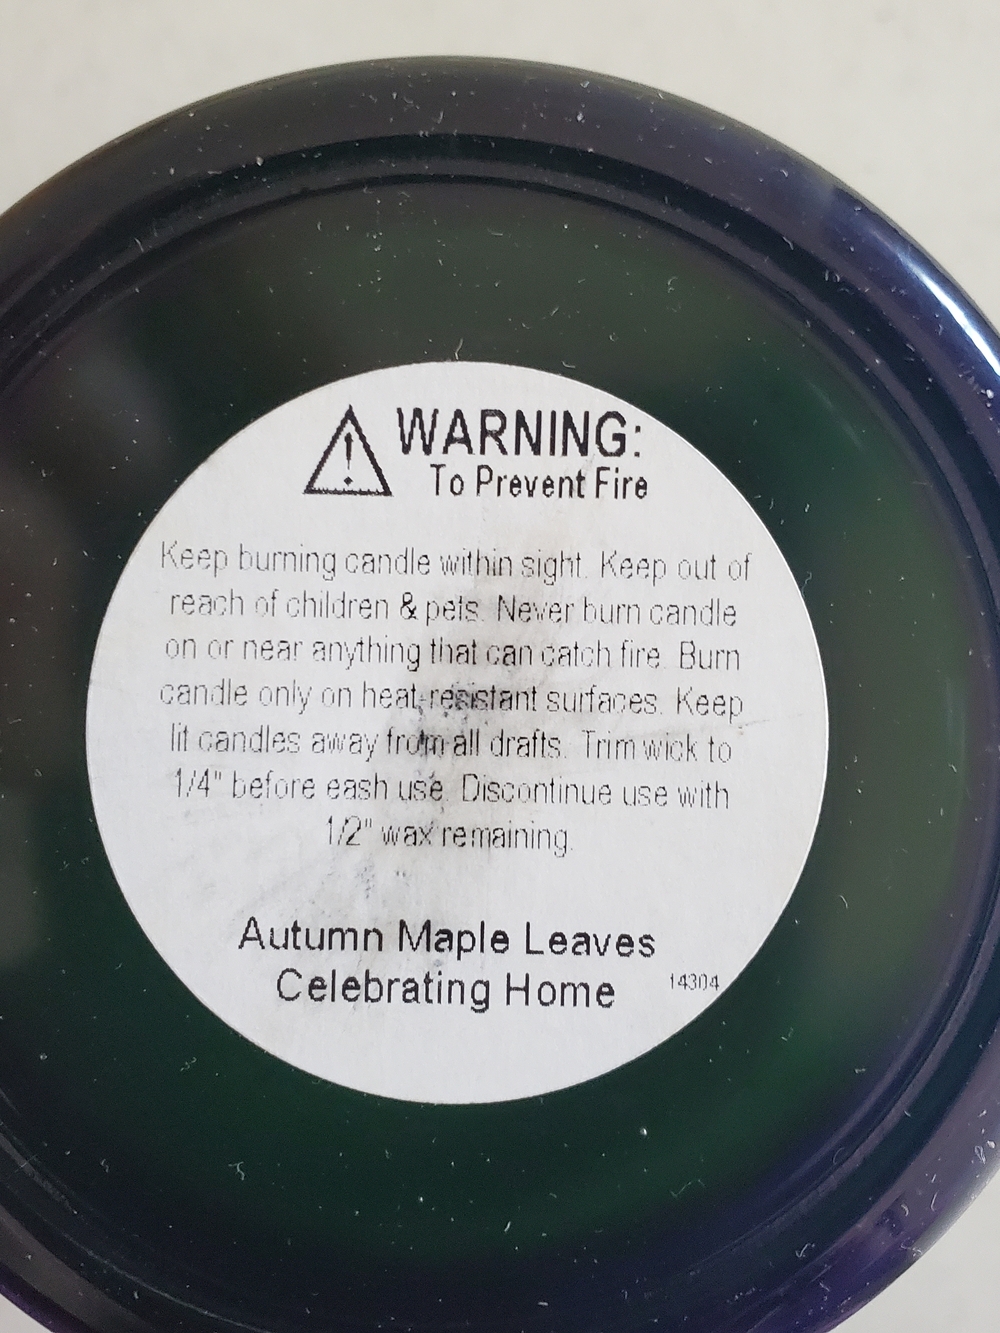 WARNING:
To Prevent Fire
Keep burning candle within sight. Keep out of
reach of children & pets. Never burn candle
on or near anything that can catch fire. Burn
candle only on heat-resistant surfaces. Keep
lit candles away from all drafts. Trim wick to
1/4" before eash use. Discontinue use with
1/2" wax remaining.
Autumn Maple Leaves
Celebrating Home 14304